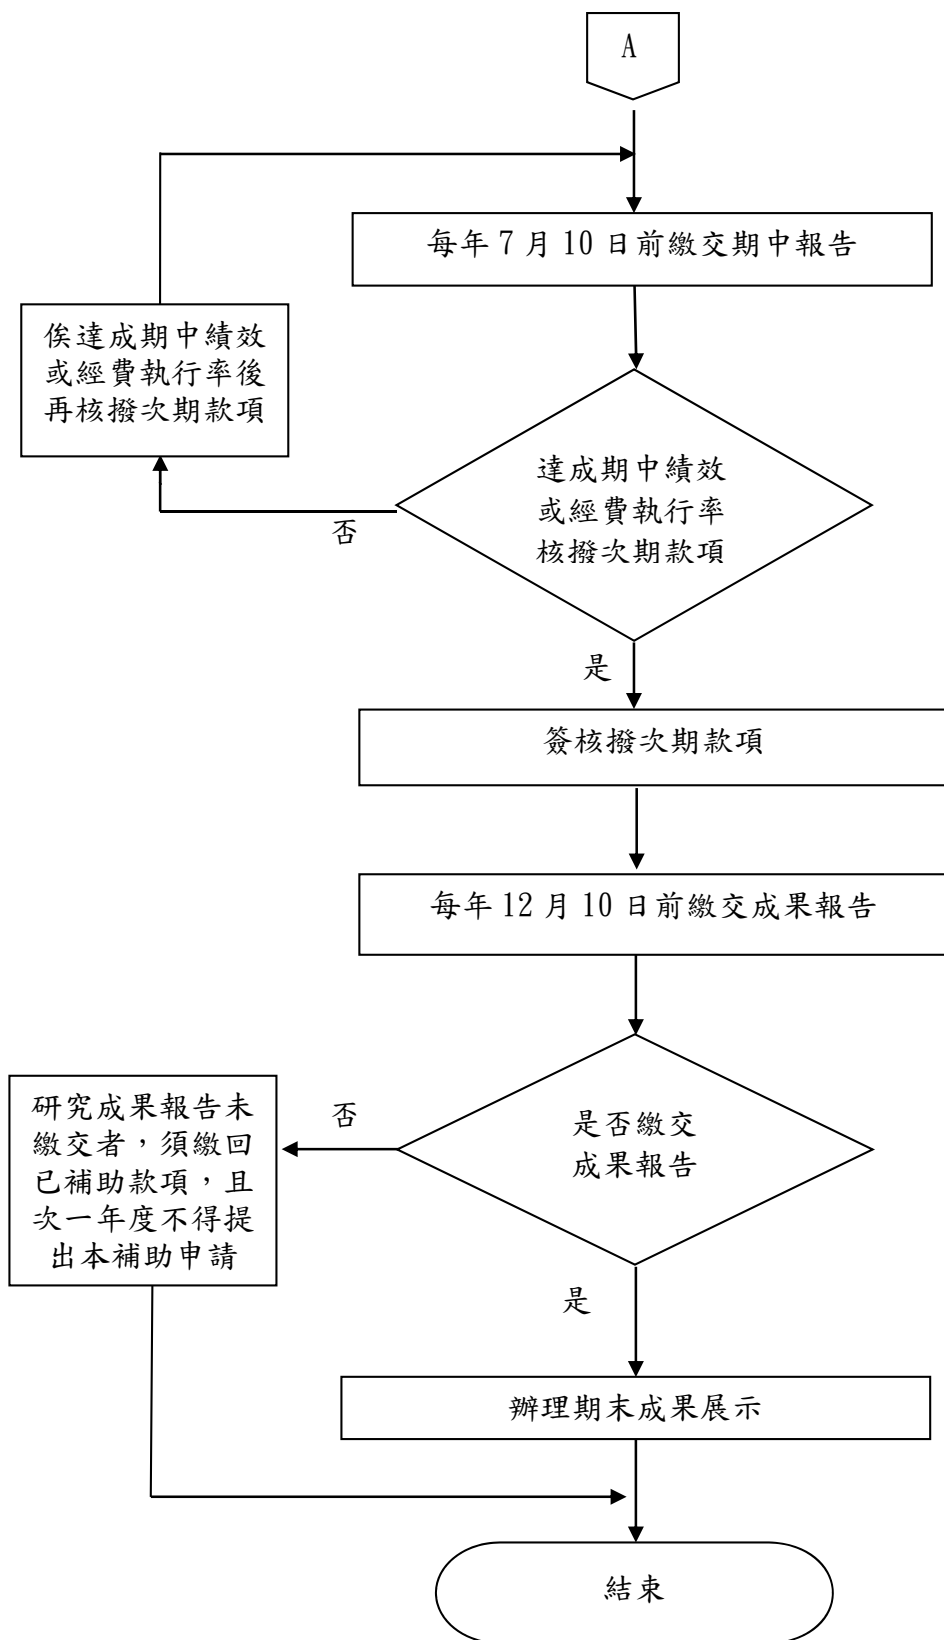 A
每年 7 月 10 日前繳交期中報告
俟達成期中績效
或經費執行率後
再核撥次期款項
達成期中績效
或經費執行率
核撥次期款項
否
是
簽核撥次期款項
每年 12 月 10 日前繳交成果報告
研究成果報告未
繳交者，須繳回
已補助款項，且
次一年度不得提
出本補助申請
否
是否繳交
成果報告
是
辦理期末成果展示
結束